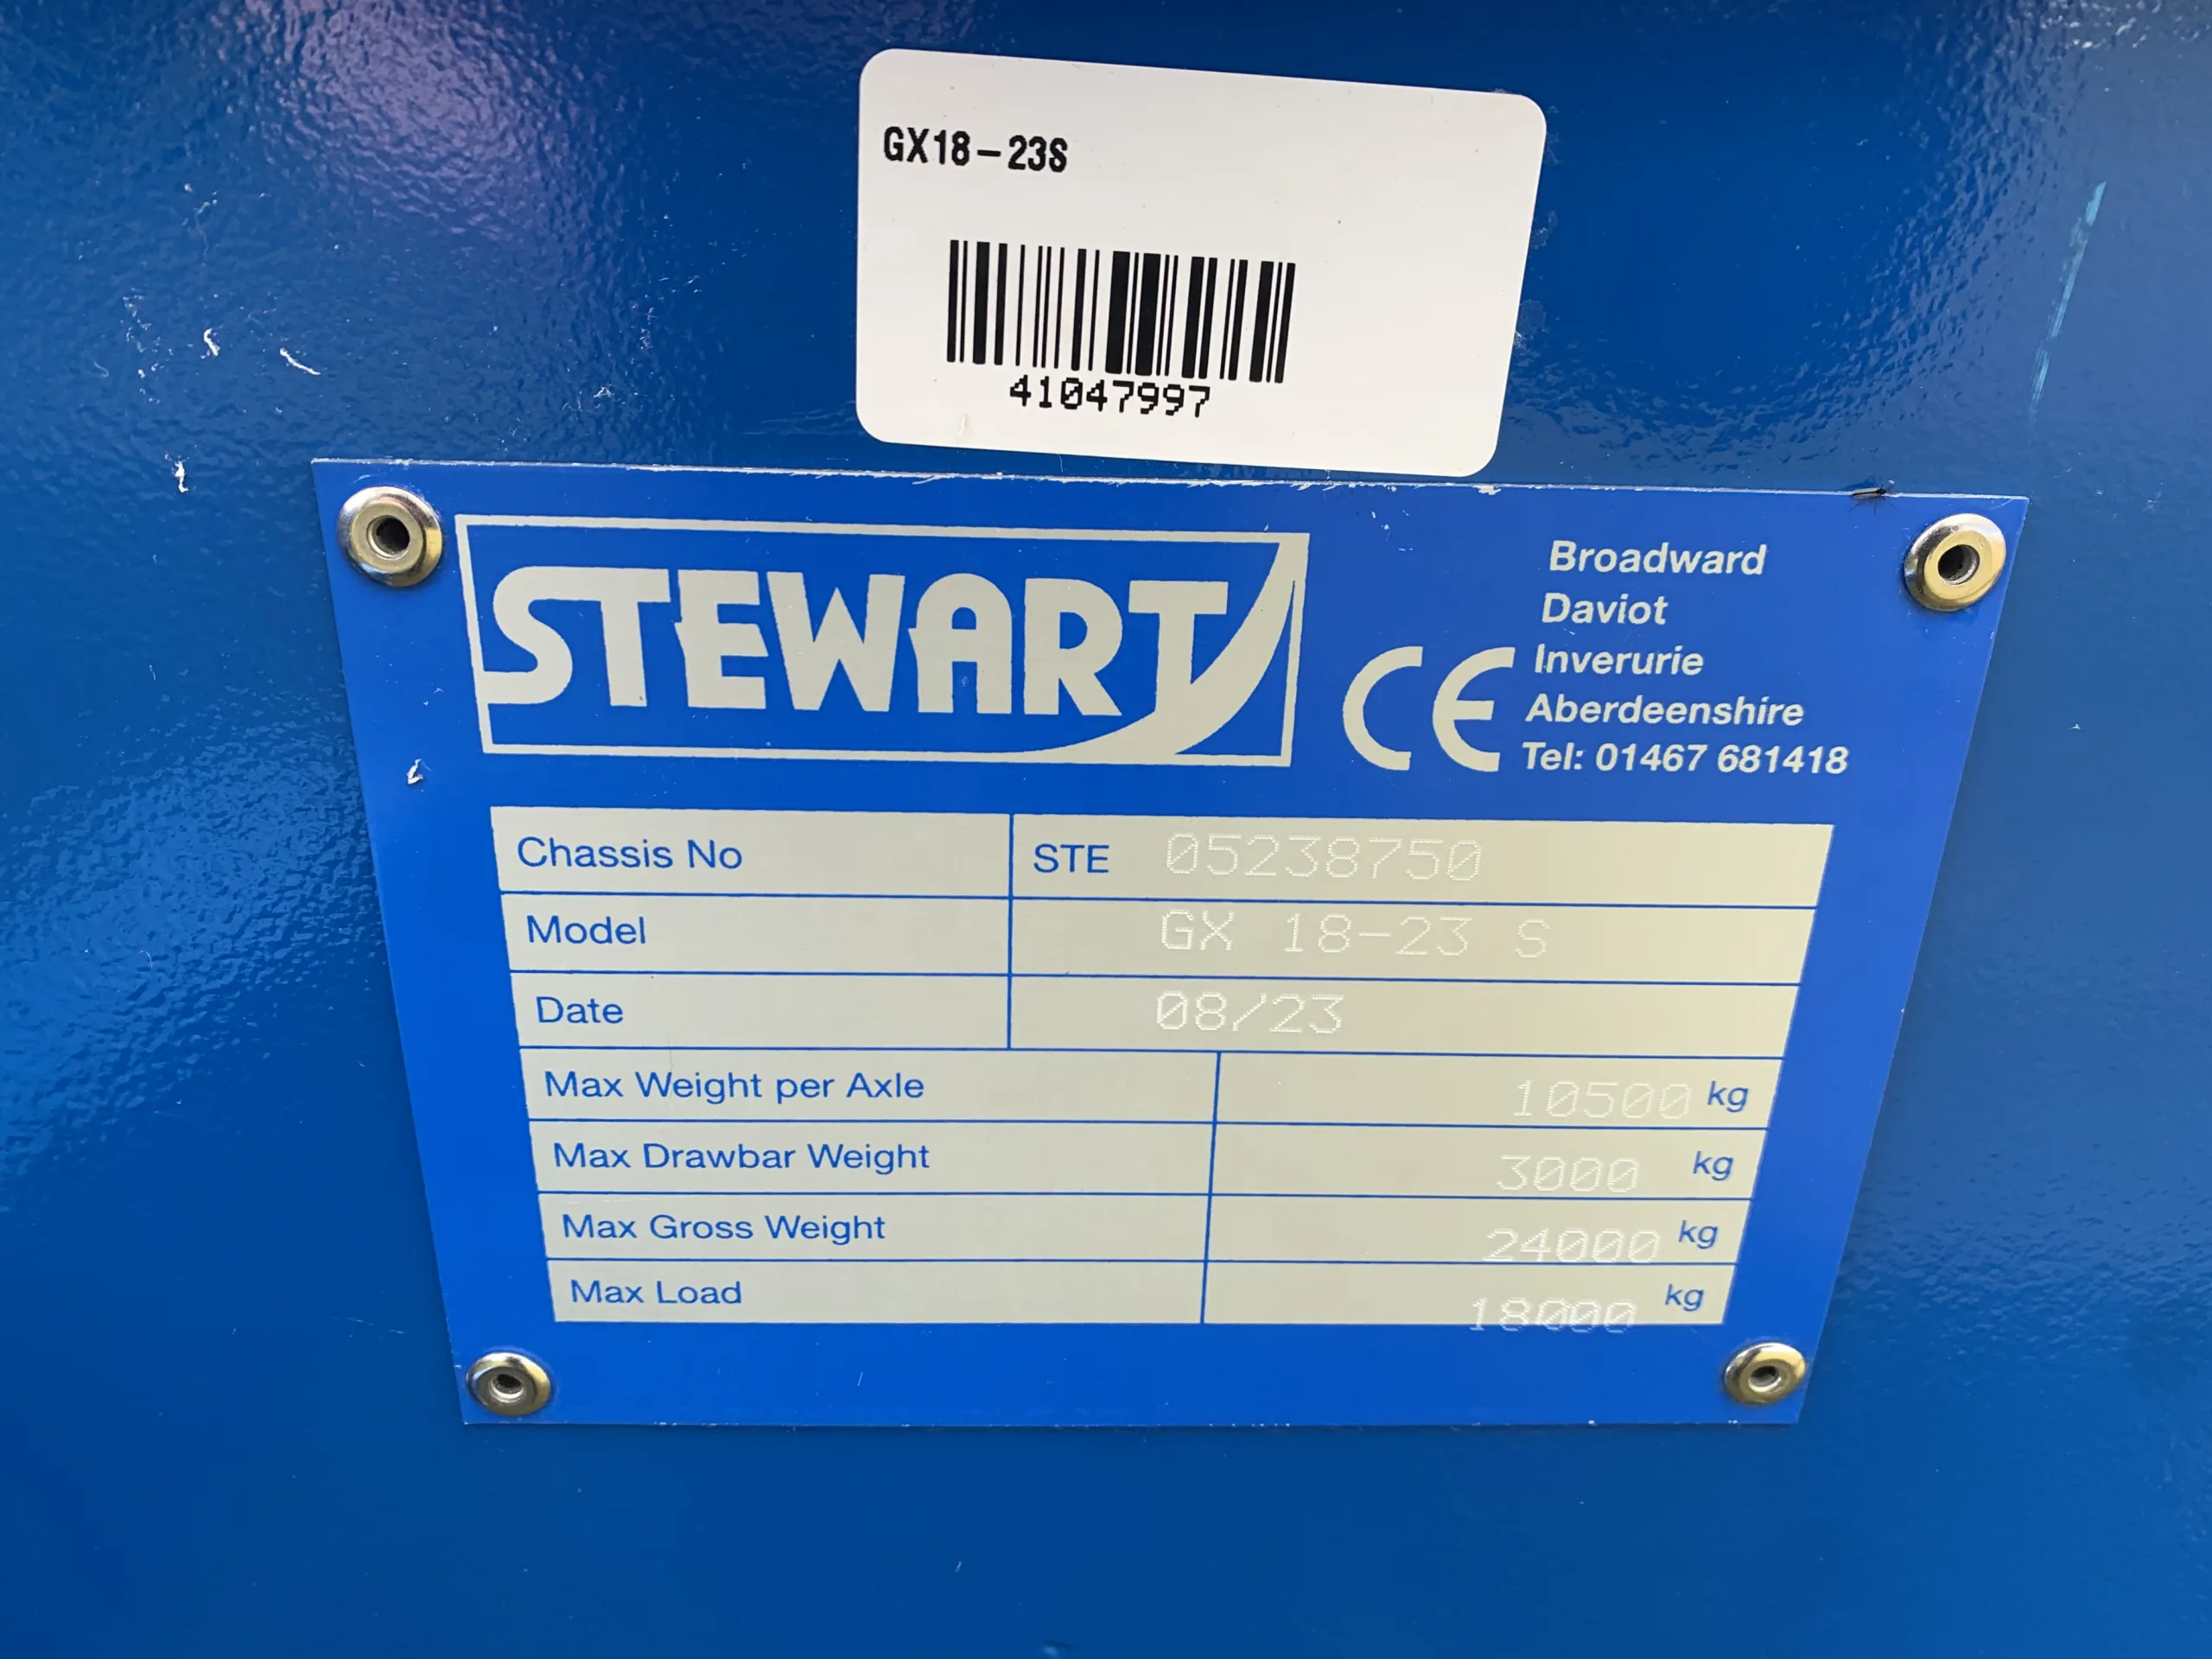 GX18-23S
41047997
STEWART
CE
Broadward
Daviot
Inverurie
Aberdeenshire
Tel: 01467 681418
Chassis No STE 05238750
Model GX 18-23 S
Date 08/23
Max Weight per Axle 10500 kg
Max Drawbar Weight 3000 kg
Max Gross Weight 24000 kg
Max Load 18000 kg